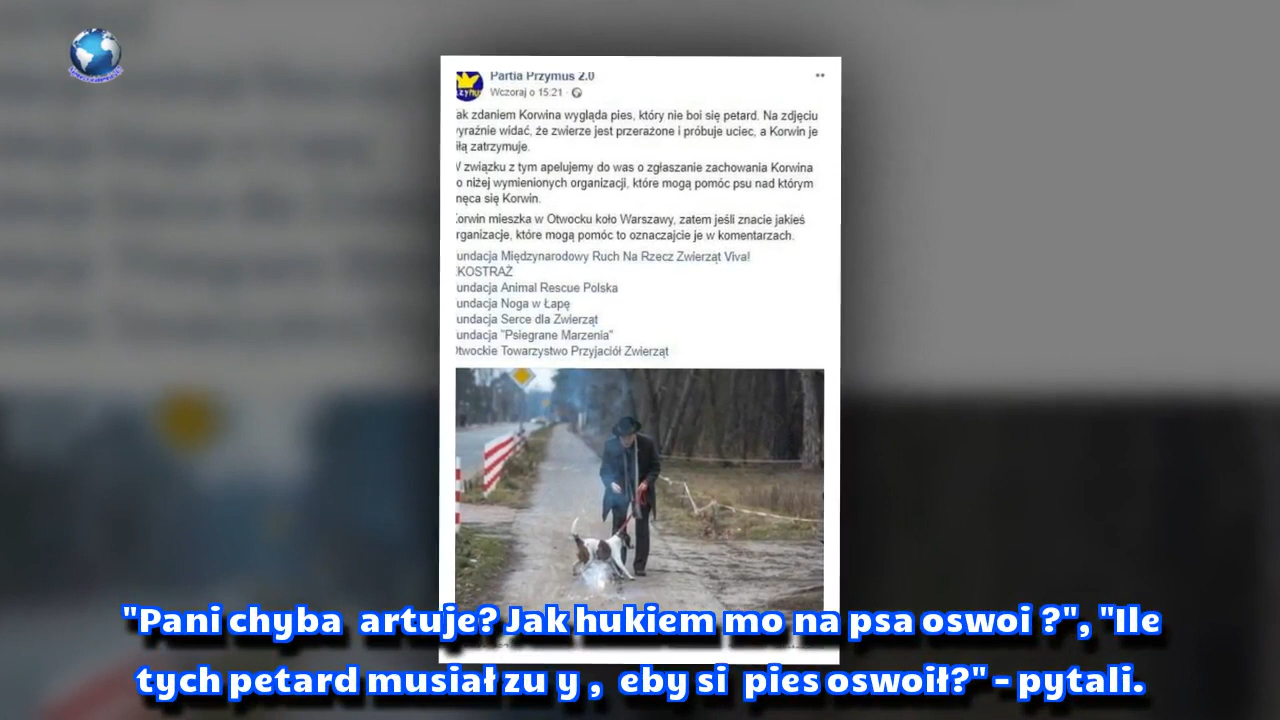 Partia Przymus 2.0
Wczoraj o 15:21 ·
ak zdaniem Korwina wygląda pies, który nie boi się petard. Na zdjęciu
yraźnie widać, że zwierze jest przerażone i próbuje uciec, a Korwin je
iłą zatrzymuje.
V związku z tym apelujemy do was o zgłaszanie zachowania Korwina
o niżej wymienionych organizacji, które mogą pomóc psu nad którym
nęca się Korwin.
Korwin mieszka w Otwocku koło Warszawy, zatem jeśli znacie jakieś
rganizacje, które mogą pomóc to oznaczajcie je w komentarzach.
undacja Międzynarodowy Ruch Na Rzecz Zwierząt Viva!
EKOSTRAŻ
undacja Animal Rescue Polska
undacja Noga w Łapę
undacja Serce dla Zwierząt
undacja "Psiegrane Marzenia"
Otwockie Towarzystwo Przyjaciół Zwierząt
"Pani chyba artuje? Jak hukiem mo na psa oswoi ?", "Ile
tych petard musiał zu y , eby si pies oswoił?" - pytali.